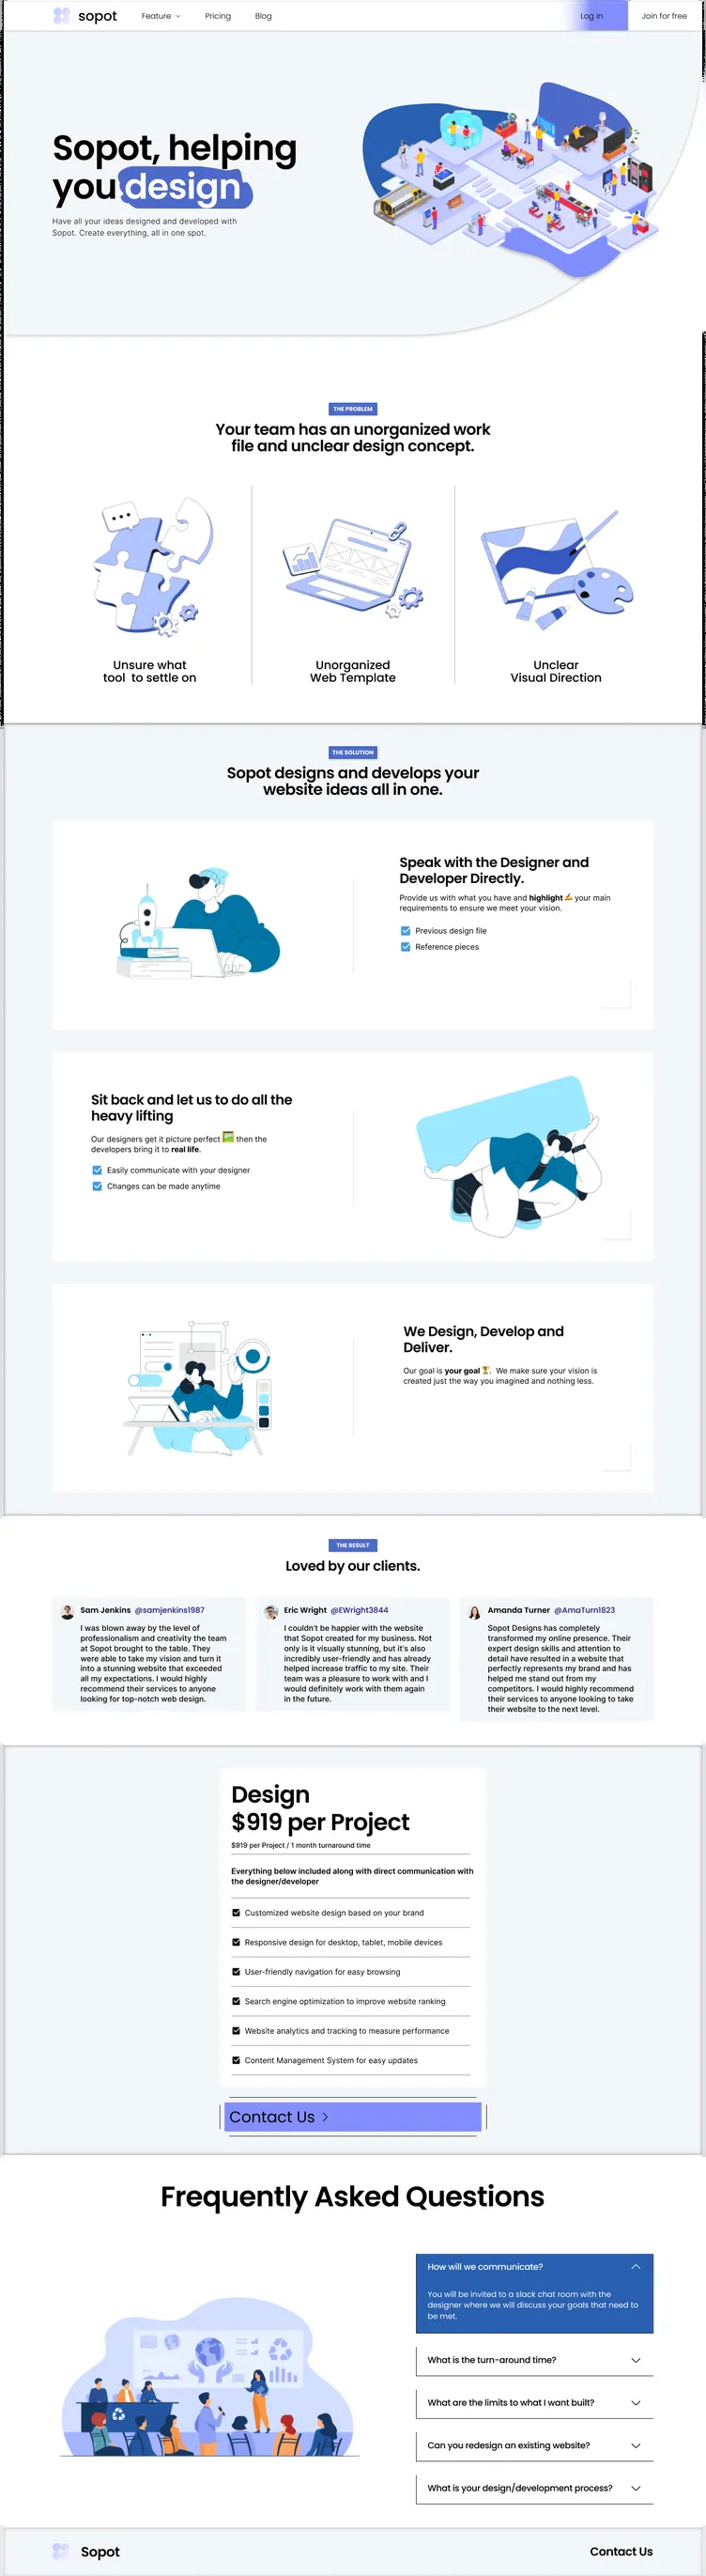 sopot
Feature
Pricing
Blog
Log In
Join for free
Sopot, helping
you design
Have all your ideas designed and developed with
Sopot. Create everything, all in one spot.
THE PROBLEM
Your team has an unorganized work
file and unclear design concept.
Unsure what
tool to settle on
Unorganized
Web Template
Unclear
Visual Direction
THE SOLUTION
Sopot designs and develops your
website ideas all in one.
Speak with the Designer and
Developer Directly.
Provide us with what you have and highlight ✍️ your main
requirements to ensure we meet your vision.
Previous design file
Reference pieces
Sit back and let us to do all the
heavy lifting
Our designers get it picture perfect 🖼️ then the
developers bring it to real life.
Easily communicate with your designer
Changes can be made anytime
We Design, Develop and
Deliver.
Our goal is your goal 🏆. We make sure your vision is
created just the way you imagined and nothing less.
THE RESULT
Loved by our clients.
Sam Jenkins @samjenkins1987
I was blown away by the level of
professionalism and creativity the team
at Sopot brought to the table. They
were able to take my vision and turn it
into a stunning website that exceeded
all my expectations. I would highly
recommend their services to anyone
looking for top-notch web design.
Eric Wright @EWright3844
I couldn't be happier with the website
that Sopot created for my business. Not
only is it visually stunning, but it's also
incredibly user-friendly and has already
helped increase traffic to my site. Their
team was a pleasure to work with and I
would definitely work with them again
in the future.
Amanda Turner @AmaTurn1823
Sopot Designs has completely
transformed my online presence. Their
expert design skills and attention to
detail have resulted in a website that
perfectly represents my brand and has
helped me stand out from my
competitors. I would highly recommend
their services to anyone looking to take
their website to the next level.
Design
$919 per Project
$919 per Project / 1 month turnaround time
Everything below included along with direct communication with
the designer/developer
Customized website design based on your brand
Responsive design for desktop, tablet, mobile devices
User-friendly navigation for easy browsing
Search engine optimization to improve website ranking
Website analytics and tracking to measure performance
Content Management System for easy updates
Contact Us
Frequently Asked Questions
How will we communicate?
You will be invited to a slack chat room with the
designer where we will discuss your goals that need to
be met.
What is the turn-around time?
What are the limits to what I want built?
Can you redesign an existing website?
What is your design/development process?
Sopot
Contact Us